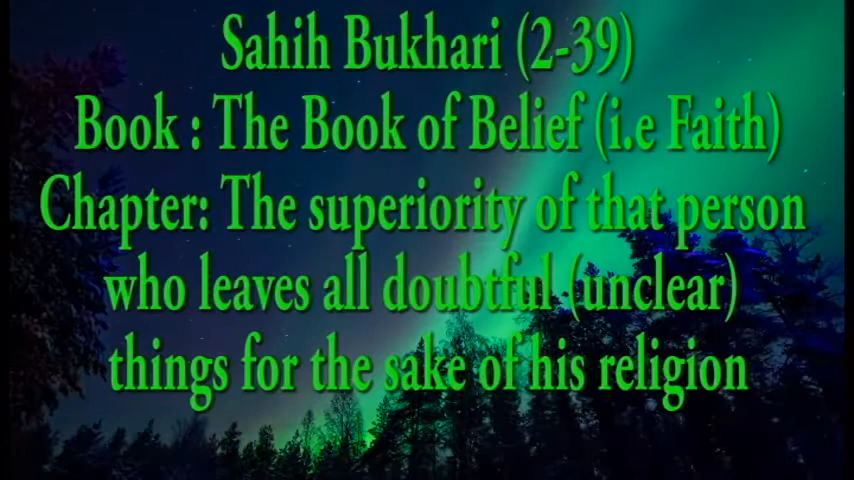 Sahih Bukhari (2-39)
Book : The Book of Belief (i.e Faith)
Chapter: The superiority of that person
who leaves all doubtful (unclear)
things for the sake of his religion